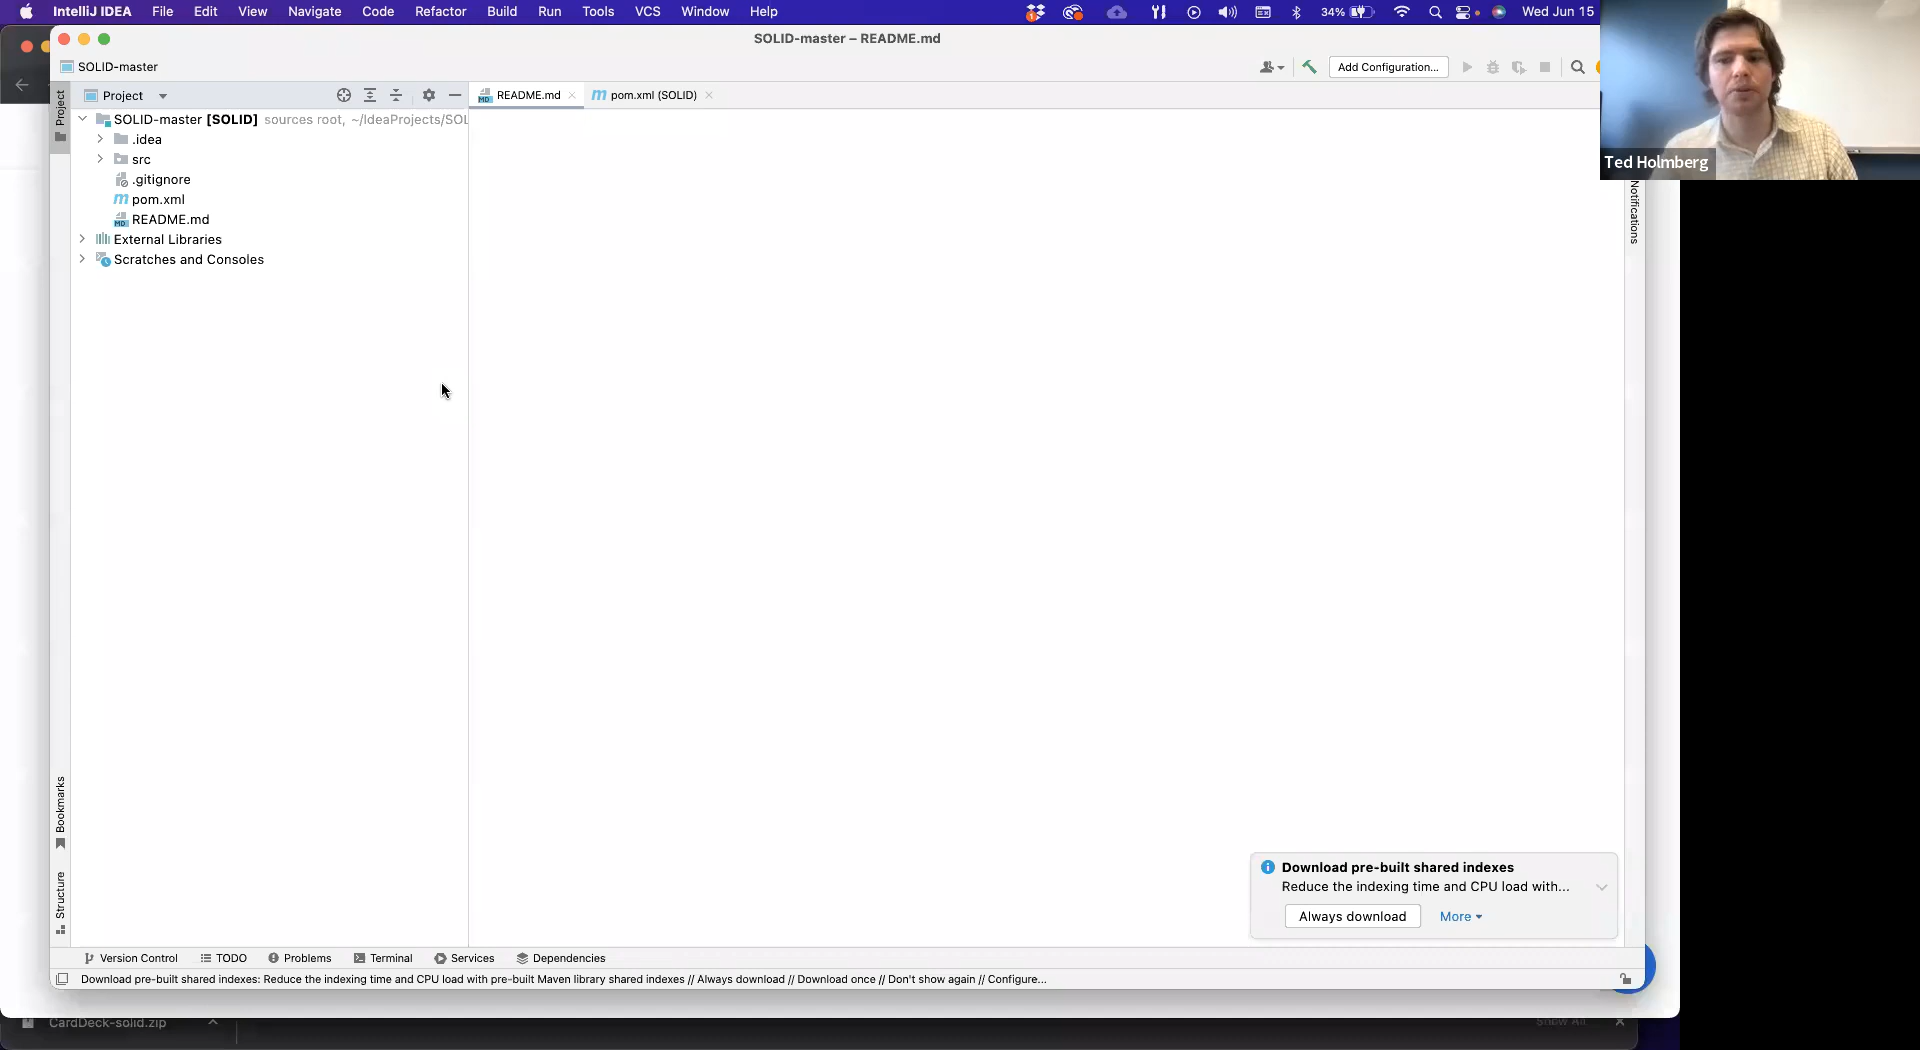 IntelliJ IDEA File Edit View Navigate Code Refactor Build Run Tools VCS Window Help 34% Wed Jun 15
SOLID-master – README.md
SOLID-master
Add Configuration...
Project
Project
README.md
pom.xml (SOLID)
SOLID-master [SOLID] sources root, ~/IdeaProjects/SOL
.idea
src
.gitignore
pom.xml
README.md
External Libraries
Scratches and Consoles
Ted Holmberg
Notifications
Bookmarks
Structure
Download pre-built shared indexes
Reduce the indexing time and CPU load with...
Always download More
Version Control TODO Problems Terminal Services Dependencies
Download pre-built shared indexes: Reduce the indexing time and CPU load with pre-built Maven library shared indexes // Always download // Download once // Don't show again // Configure...
CardDeck-solid.zip
Show All